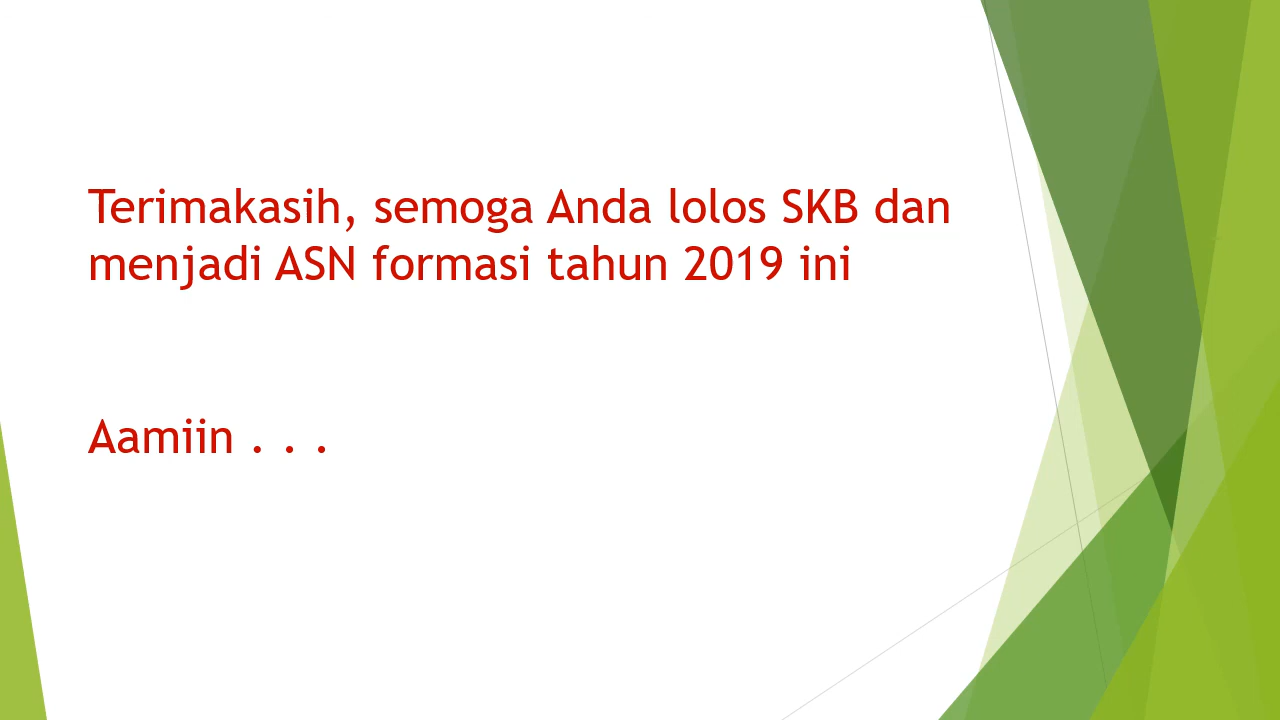 Terimakasih, semoga Anda lolos SKB dan
menjadi ASN formasi tahun 2019 ini
Aamiin . . .